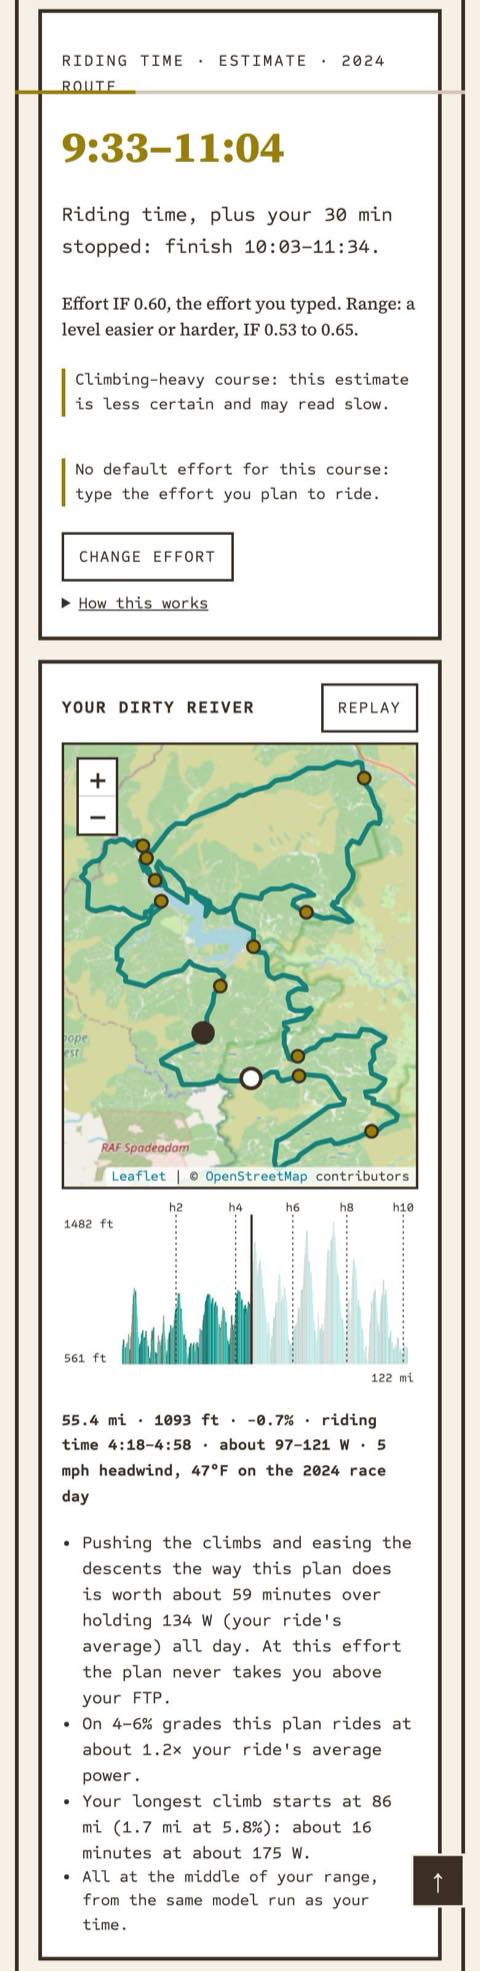 RIDING TIME · ESTIMATE · 2024
ROUTE
9:33–11:04
Riding time, plus your 30 min
stopped: finish 10:03–11:34.
Effort IF 0.60, the effort you typed. Range: a
level easier or harder, IF 0.53 to 0.65.
Climbing-heavy course: this estimate
is less certain and may read slow.
No default effort for this course:
type the effort you plan to ride.
CHANGE EFFORT
▶ How this works
YOUR DIRTY REIVER
REPLAY
+
−
ope
est
RAF Spadeadam
Leaflet | © OpenStreetMap contributors
h2 h4 h6 h8 h10
1482 ft
561 ft
122 mi
55.4 mi · 1093 ft · -0.7% · riding
time 4:18–4:58 · about 97–121 W · 5
mph headwind, 47°F on the 2024 race
day
• Pushing the climbs and easing the
descents the way this plan does
is worth about 59 minutes over
holding 134 W (your ride's
average) all day. At this effort
the plan never takes you above
your FTP.
• On 4–6% grades this plan rides at
about 1.2× your ride's average
power.
• Your longest climb starts at 86
mi (1.7 mi at 5.8%): about 16
minutes at about 175 W.
• All at the middle of your range,
from the same model run as your
time.
↑